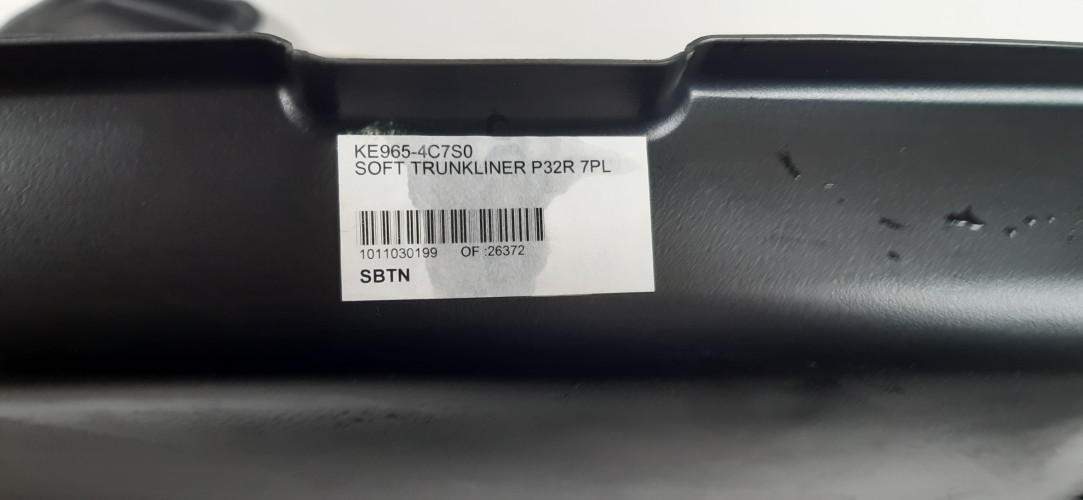 KE965-4C7S0
SOFT TRUNKLINER P32R 7PL
1011030199 OF :26372
SBTN